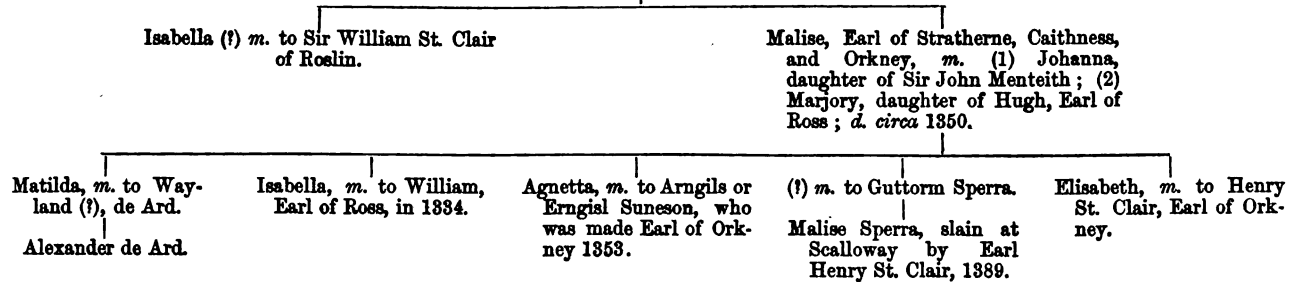 Isabella (?) m. to Sir William St. Clair
of Roslin.
Malise, Earl of Stratherne, Caithness,
and Orkney, m. (1) Johanna,
daughter of Sir John Menteith; (2)
Marjory, daughter of Hugh, Earl of
Ross; d. circa 1350.
Matilda, m. to Way-
land (?), de Ard.
Alexander de Ard.
Isabella, m. to William,
Earl of Ross, in 1334.
Agnetta, m. to Arngils or
Erngisl Suneson, who
was made Earl of Ork-
ney 1353.
(?) m. to Guttorm Sperra.
Malise Sperra, slain at
Scalloway by Earl
Henry St. Clair, 1389.
Elisabeth, m. to Henry
St. Clair, Earl of Ork-
ney.